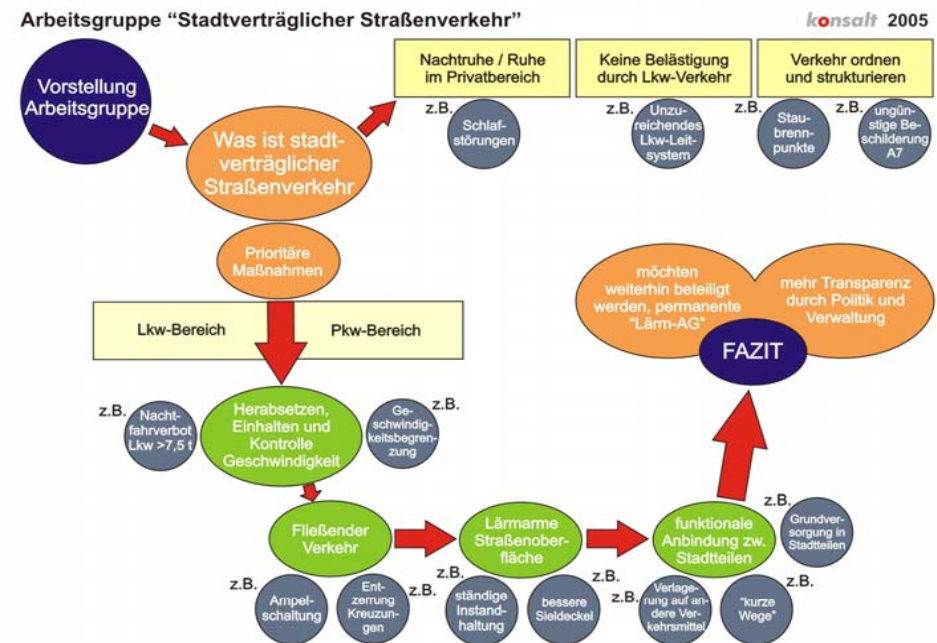 Arbeitsgruppe “Stadtverträglicher Straßenverkehr”
konsalt 2005
Vorstellung
Arbeitsgruppe
Was ist stadt-
verträglicher
Straßenverkehr
Nachtruhe / Ruhe
im Privatbereich
z.B.
Schlaf-
störungen
Keine Belästigung
durch Lkw-Verkehr
z.B.
Unzu-
reichendes
Lkw-Leit-
system
Verkehr ordnen
und strukturieren
z.B.
Stau-
brenn-
punkte
z.B.
ungün-
stige Be-
schilderung
A7
Prioritäre
Maßnahmen
Lkw-Bereich
Pkw-Bereich
z.B.
Nacht-
fahrverbot
Lkw >7,5 t
Herabsetzen,
Einhalten und
Kontrolle
Geschwindigkeit
z.B.
Ge-
schwindig-
keitsbegren-
zung
Fließender
Verkehr
z.B.
Ampel-
schaltung
Ent-
zerrung
Kreuzun-
gen
z.B.
Lärmarme
Straßenober-
fläche
z.B.
ständige
Instand-
haltung
bessere
Sieldeckel
z.B.
funktionale
Anbindung zw.
Stadtteilen
z.B.
Grundver-
sorgung in
Stadtteilen
z.B.
Verlage-
rung auf an-
dere Ver-
kehrsmittel
z.B.
“kurze
Wege”
möchten
weiterhin beteiligt
werden, permanente
“Lärm-AG”
mehr Transparenz
durch Politik und
Verwaltung
FAZIT